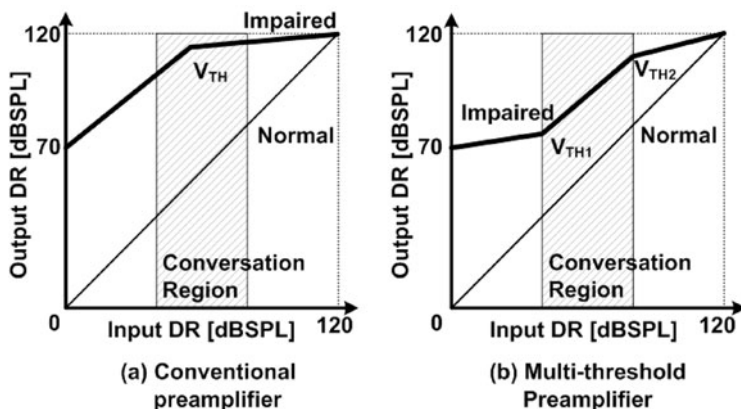 120
Impaired
V_TH
70
Normal
Output DR [dBSPL]
Conversation
Region
0
Input DR [dBSPL]
120
(a) Conventional
preamplifier
120
V_TH2
Impaired
70
V_TH1
Normal
Output DR [dBSPL]
Conversation
Region
0
Input DR [dBSPL]
120
(b) Multi-threshold
Preamplifier